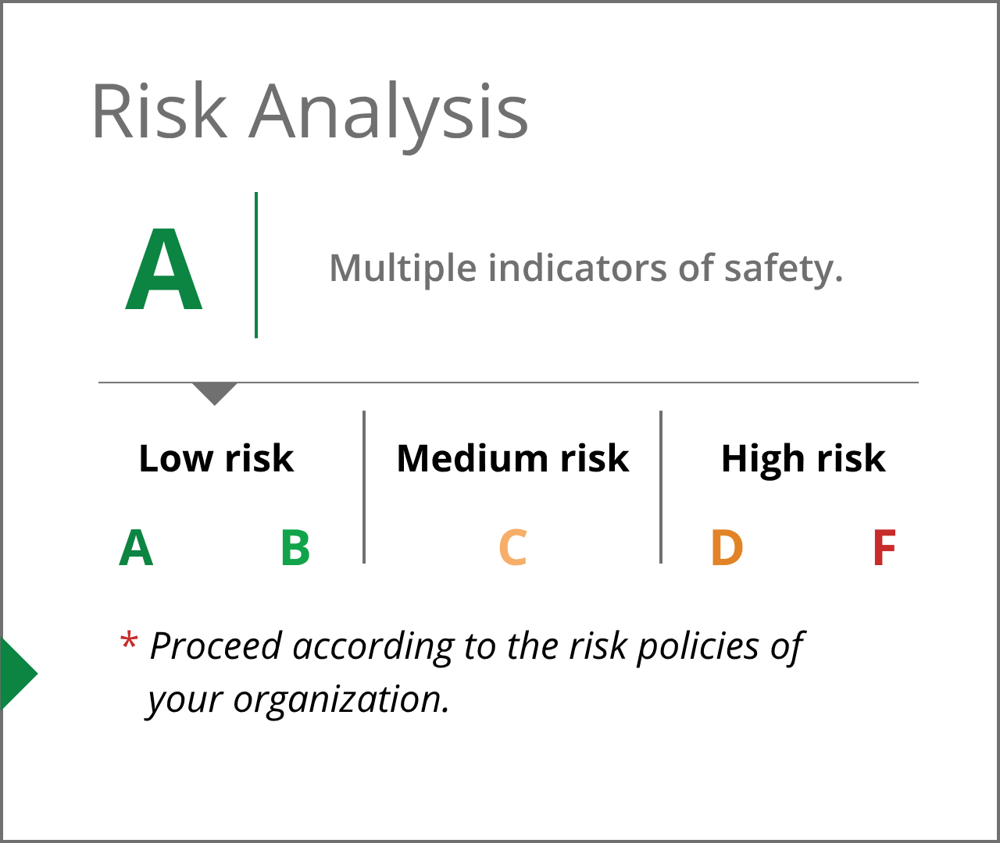 Risk Analysis
A
Multiple indicators of safety.
Low risk
Medium risk
High risk
A B
C
D F
* Proceed according to the risk policies of
your organization.